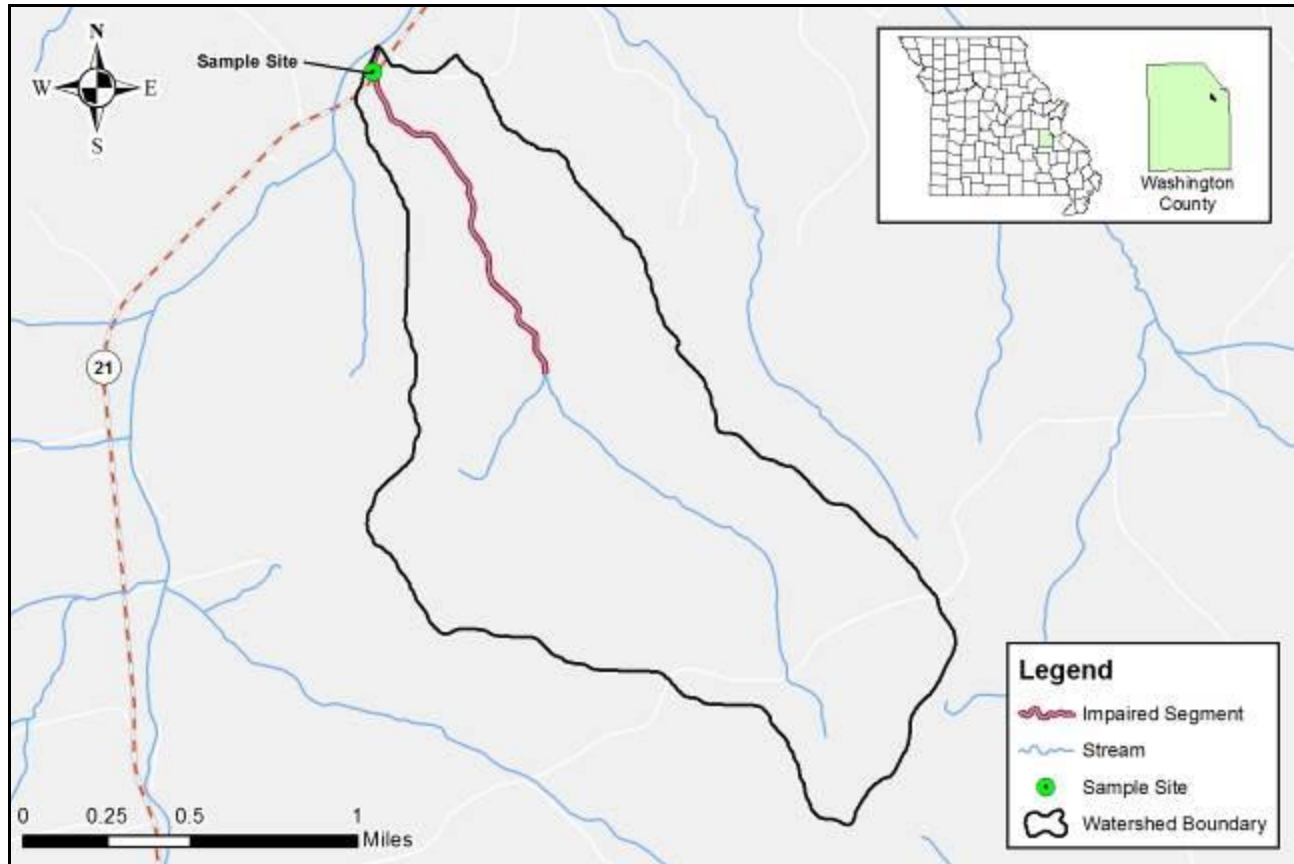 N
Sample Site
W E
S
Washington
County
21
Legend
Impaired Segment
Stream
Sample Site
Watershed Boundary
0 0.25 0.5 1
Miles